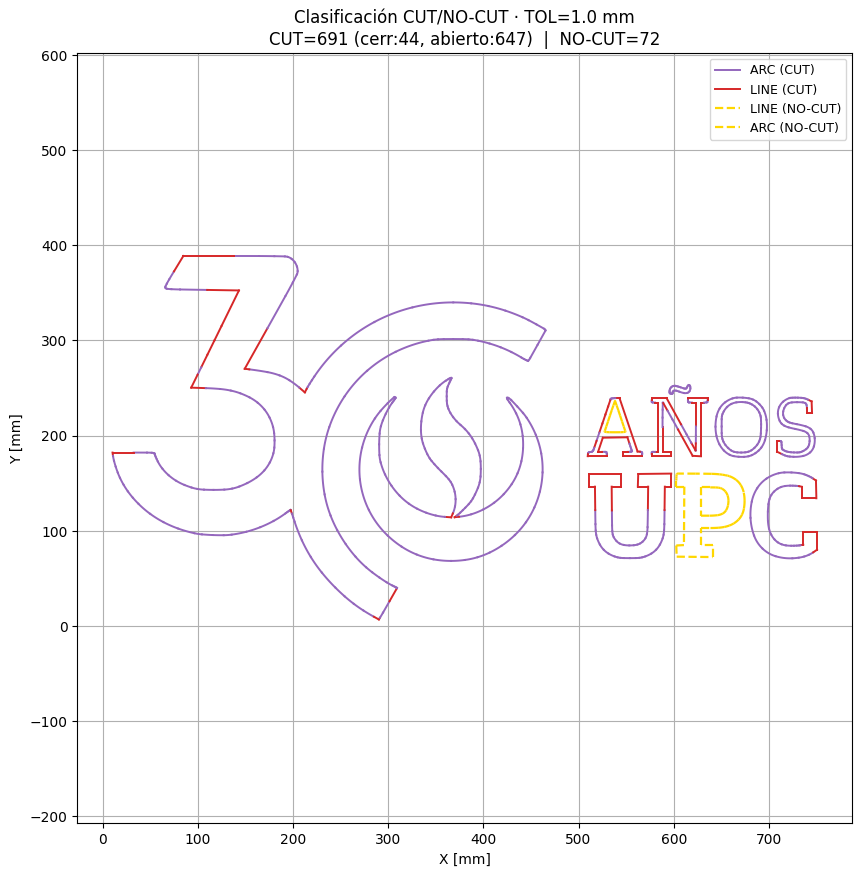 Clasificación CUT/NO-CUT · TOL=1.0 mm
CUT=691 (cerr:44, abierto:647) | NO-CUT=72
ARC (CUT)
LINE (CUT)
LINE (NO-CUT)
ARC (NO-CUT)
600
500
400
300
200
100
0
−100
−200
Y [mm]
3
AÑOS
UPC
0 100 200 300 400 500 600 700
X [mm]